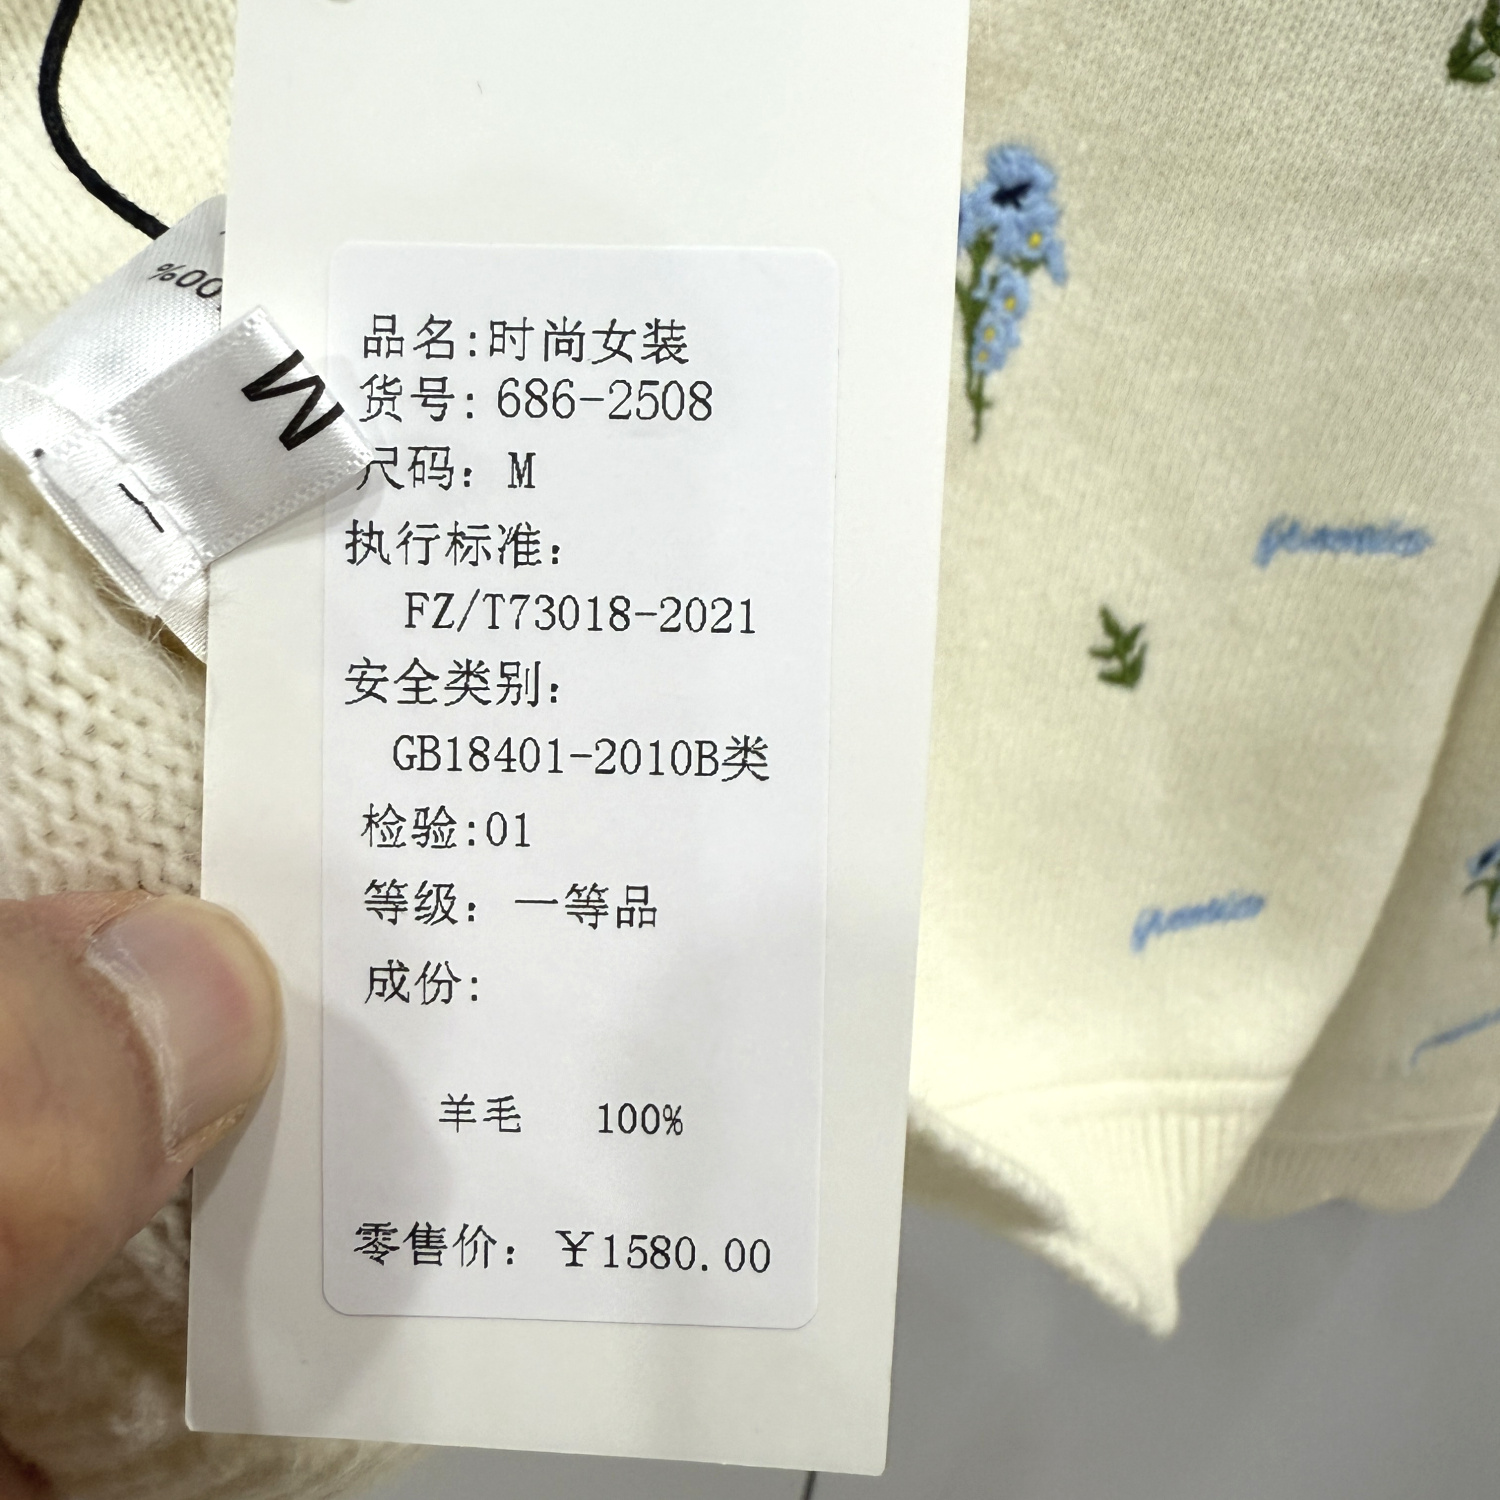 品名:时尚女装
货号: 686-2508
尺码: M
执行标准:
FZ/T73018-2021
安全类别:
GB18401-2010B类
检验:01
等级: 一等品
成份:
羊毛 100%
零售价: ¥1580.00
M
00%